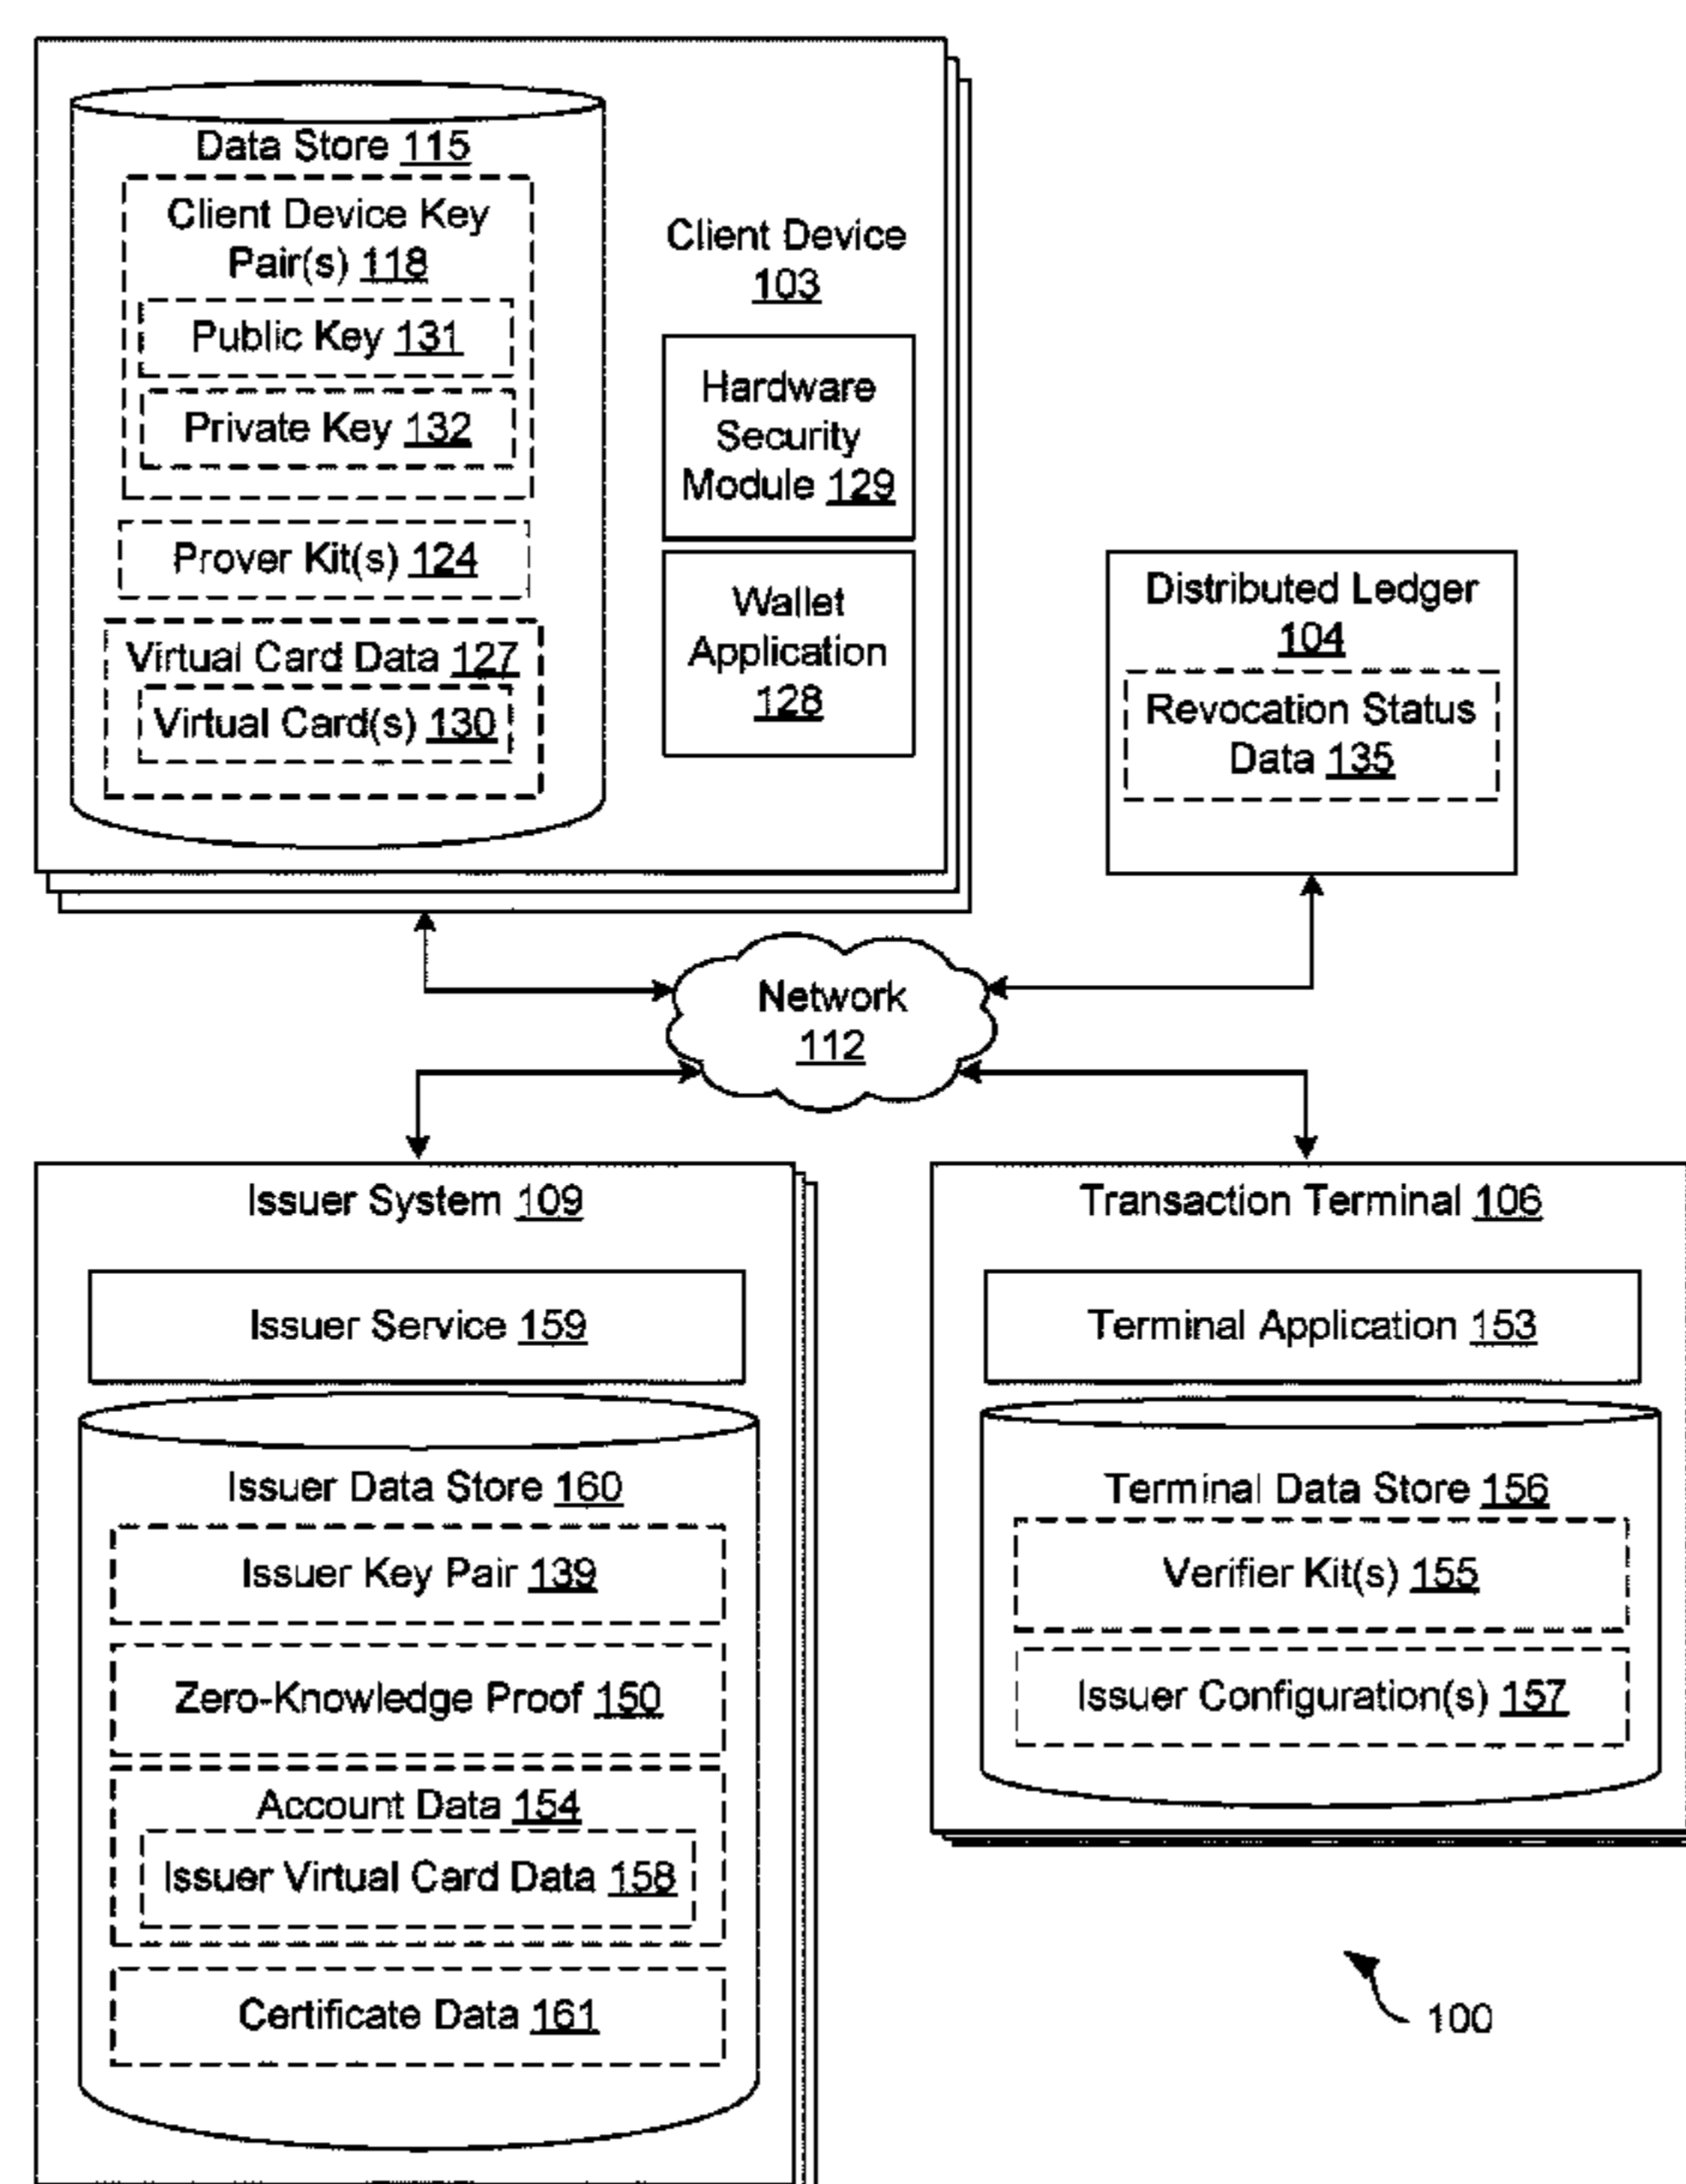 Data Store 115
Client Device Key
Pair(s) 118
Public Key 131
Private Key 132
Prover Kit(s) 124
Virtual Card Data 127
Virtual Card(s) 130
Client Device
103
Hardware
Security
Module 129
Wallet
Application
128
Distributed Ledger
104
Revocation Status
Data 135
Network
112
Issuer System 109
Issuer Service 159
Issuer Data Store 160
Issuer Key Pair 139
Zero-Knowledge Proof 150
Account Data 154
Issuer Virtual Card Data 158
Certificate Data 161
Transaction Terminal 106
Terminal Application 153
Terminal Data Store 156
Verifier Kit(s) 155
Issuer Configuration(s) 157
100